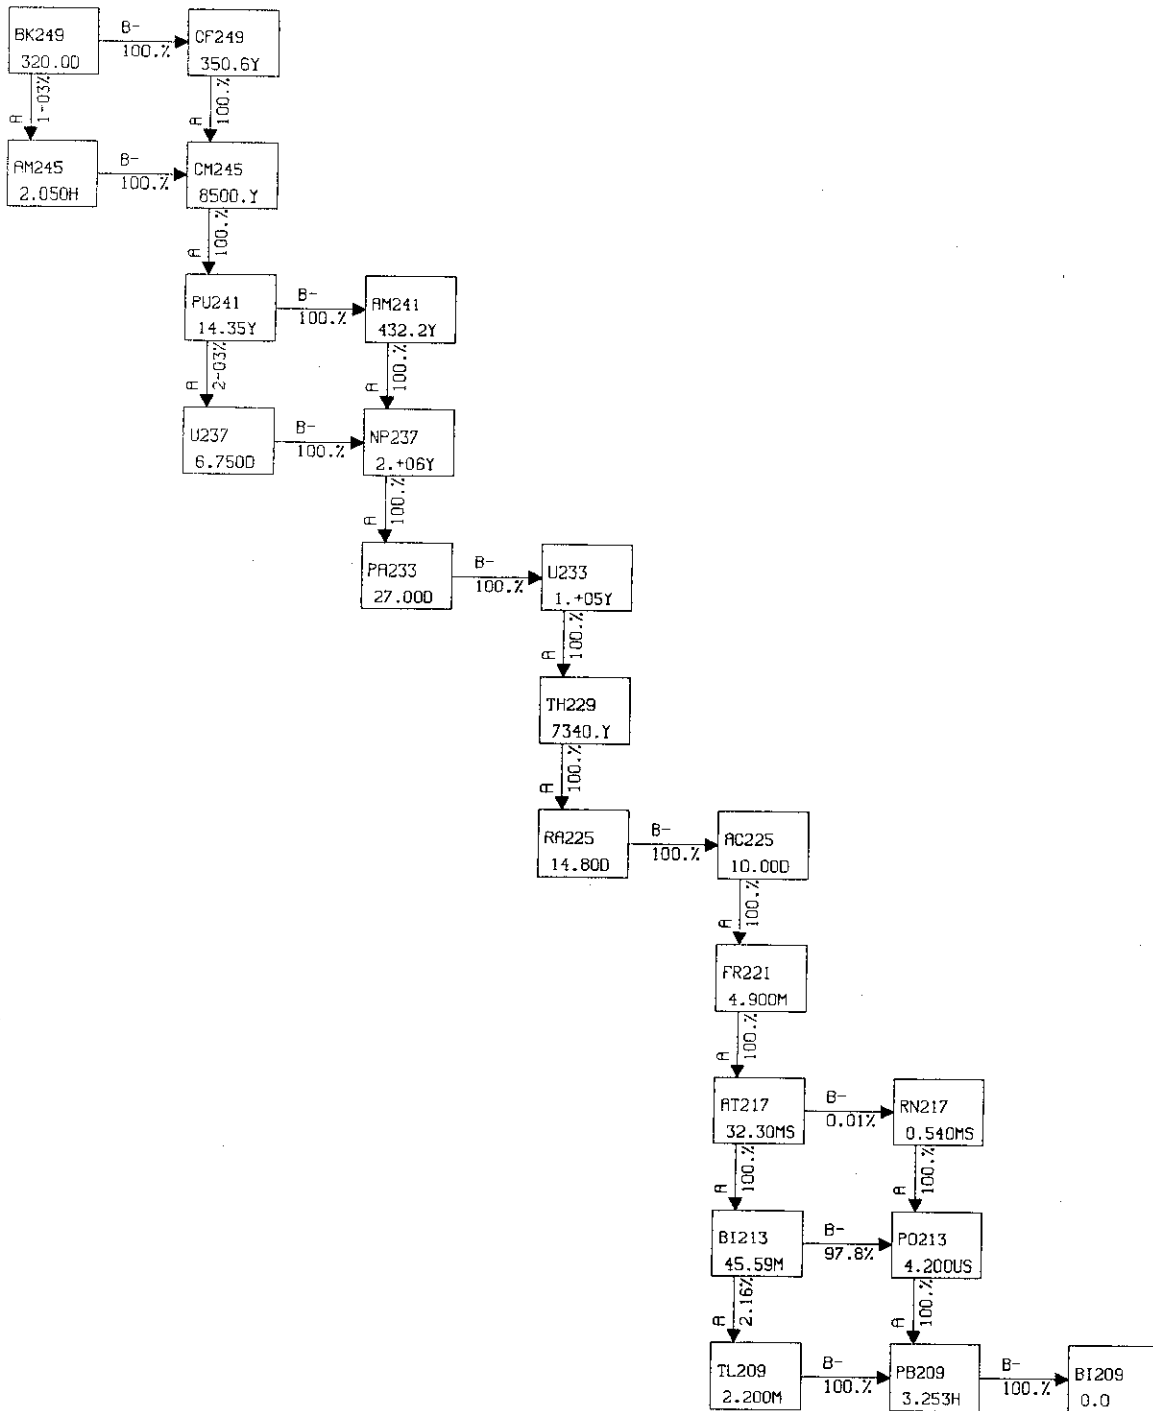 BK249
320.0D
B-
100.%
CF249
350.6Y
A
1-03%
A
100.%
AM245
2.050H
B-
100.%
CM245
8500.Y
A
100.%
PU241
14.35Y
B-
100.%
AM241
432.2Y
A
2-03%
A
100.%
U237
6.750D
B-
100.%
NP237
2.+06Y
A
100.%
PA233
27.00D
B-
100.%
U233
1.+05Y
A
100.%
TH229
7340.Y
A
100.%
RA225
14.80D
B-
100.%
AC225
10.00D
A
100.%
FR221
4.900M
A
100.%
AT217
32.30MS
B-
0.01%
RN217
0.540MS
A
100.%
A
100.%
BI213
45.59M
B-
97.8%
PO213
4.200US
A
2.16%
A
100.%
TL209
2.200M
B-
100.%
PB209
3.253H
B-
100.%
BI209
0.0